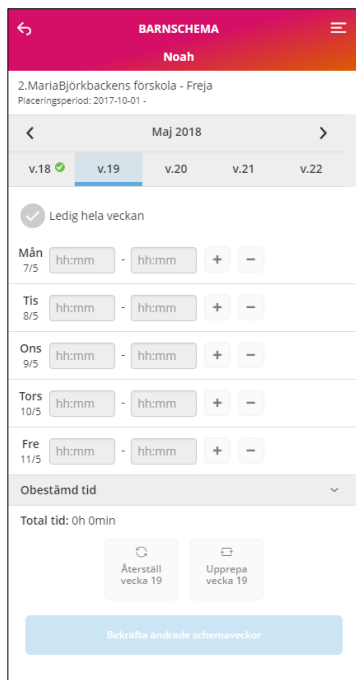 BARNSCHEMA
Noah
2.MariaBjörkbackens förskola - Freja
Placeringsperiod: 2017-10-01 -
Maj 2018
v.18 v.19 v.20 v.21 v.22
Ledig hela veckan
Mån hh:mm - hh:mm + -
7/5
Tis hh:mm - hh:mm + -
8/5
Ons hh:mm - hh:mm + -
9/5
Tors hh:mm - hh:mm + -
10/5
Fre hh:mm - hh:mm + -
11/5
Obestämd tid
Total tid: 0h 0min
Återställ Upprepa
vecka 19 vecka 19
Bekräfta ändrade schemaveckor